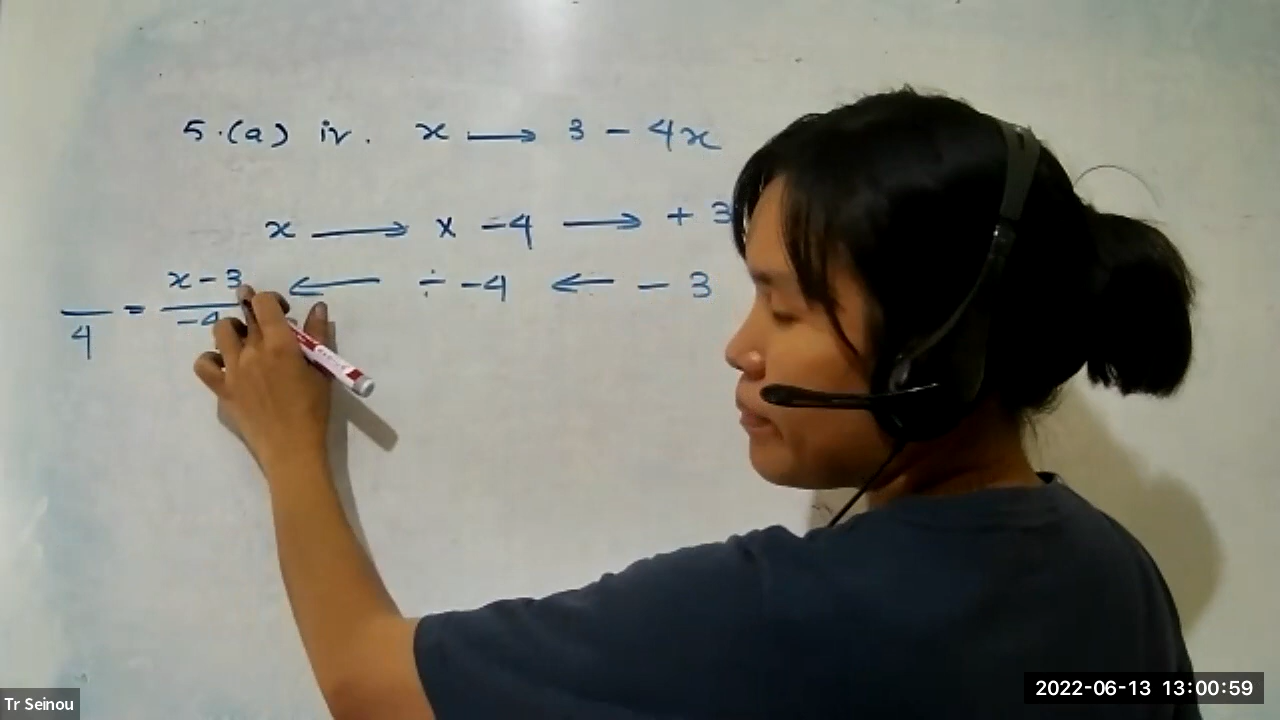 5.(a) iv. x ⟶ 3 - 4x
x ⟶ × -4 ⟶ + 3
/4 = (x-3)/-4 ⟵ ÷ -4 ⟵ - 3
Tr Seinou
2022-06-13 13:00:59